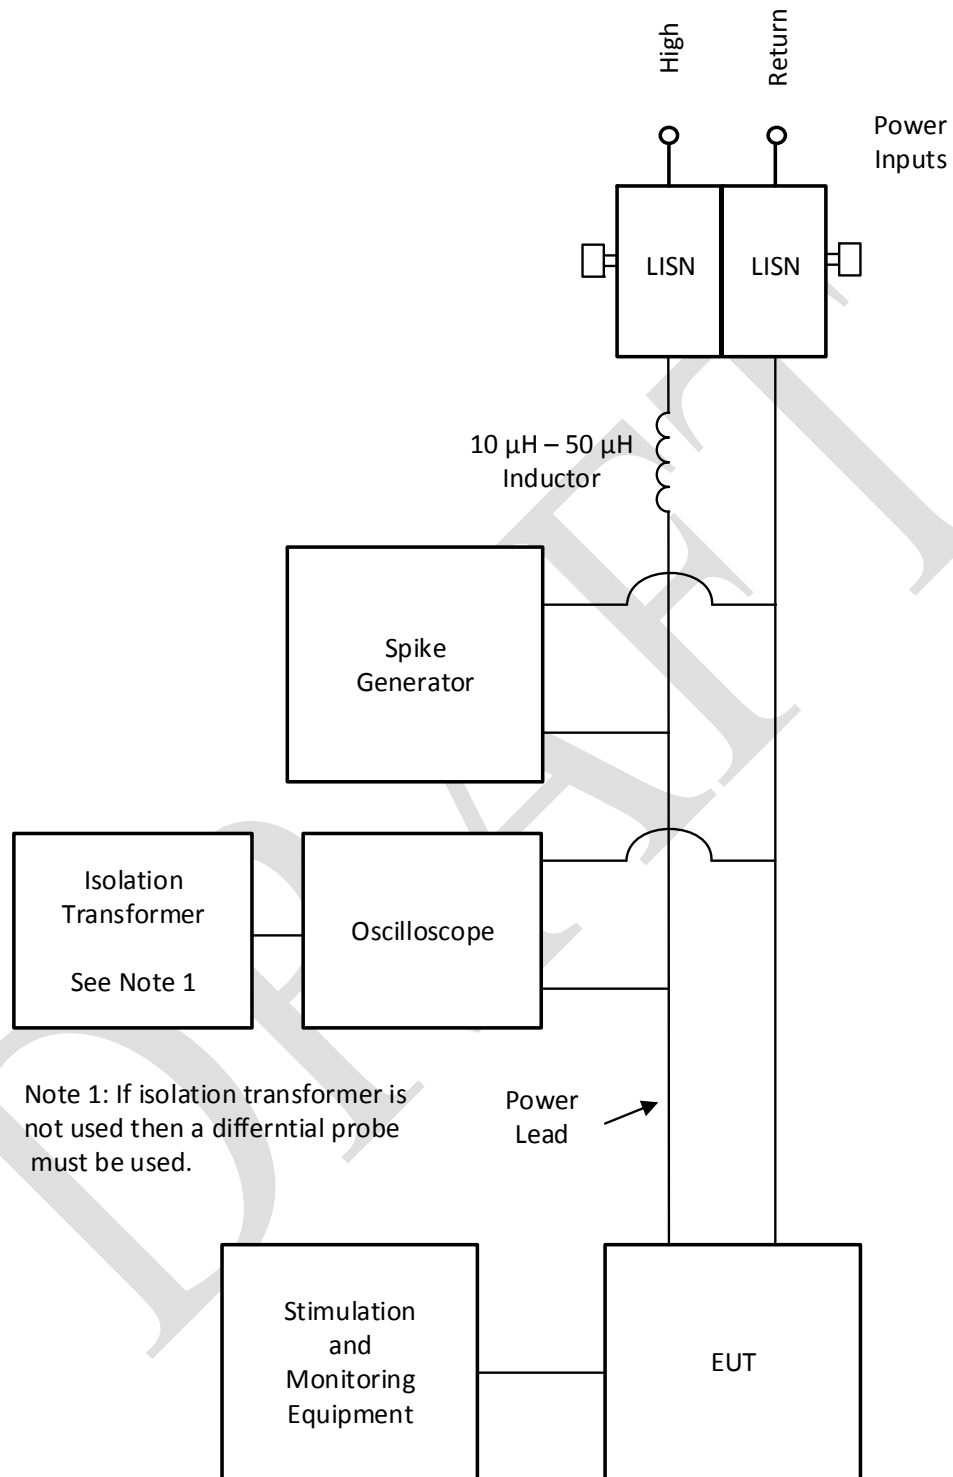 High
Return
Power
Inputs
LISN
LISN
10 µH – 50 µH
Inductor
Spike
Generator
Isolation
Transformer
See Note 1
Oscilloscope
Note 1: If isolation transformer is
not used then a differntial probe
must be used.
Power
Lead
Stimulation
and
Monitoring
Equipment
EUT
DRAFT